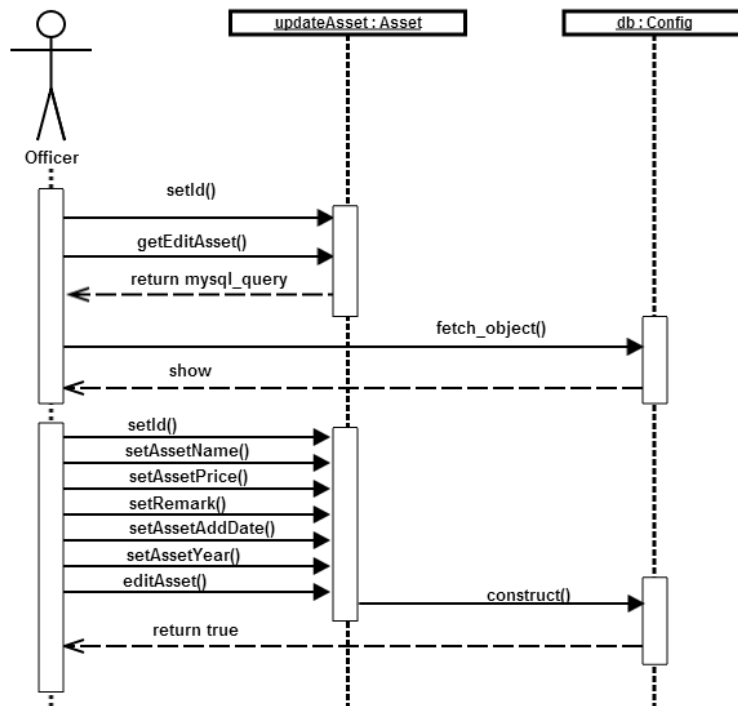 updateAsset : Asset
db : Config
Officer
setId()
getEditAsset()
return mysql_query
fetch_object()
show
setId()
setAssetName()
setAssetPrice()
setRemark()
setAssetAddDate()
setAssetYear()
editAsset()
construct()
return true